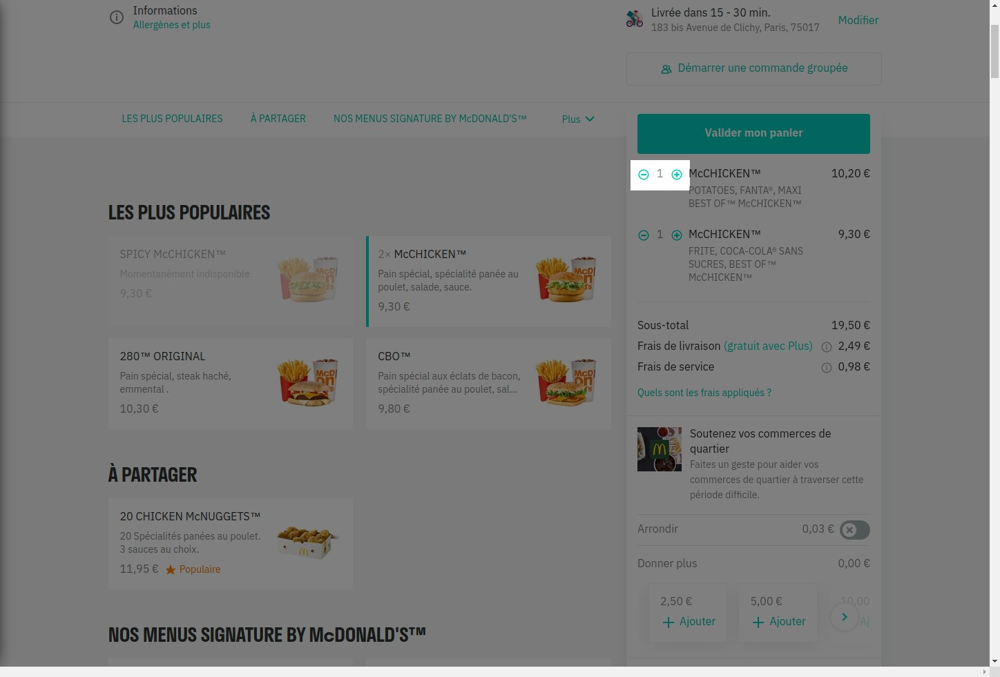 Informations
Allergènes et plus
Livrée dans 15 - 30 min.
183 bis Avenue de Clichy, Paris, 75017
Modifier
Démarrer une commande groupée
LES PLUS POPULAIRES
À PARTAGER
NOS MENUS SIGNATURE BY McDONALD'S™
Plus
Valider mon panier
1
McCHICKEN™
10,20 €
POTATOES, FANTA®, MAXI
BEST OF™ McCHICKEN™
1
McCHICKEN™
9,30 €
FRITE, COCA-COLA® SANS
SUCRES, BEST OF™
McCHICKEN™
Sous-total
19,50 €
Frais de livraison (gratuit avec Plus)
2,49 €
Frais de service
0,98 €
Quels sont les frais appliqués ?
Soutenez vos commerces de
quartier
Faites un geste pour aider vos
commerces de quartier à traverser cette
période difficile.
Arrondir
0,03 €
Donner plus
0,00 €
2,50 €
Ajouter
5,00 €
Ajouter
10,00
Aj
LES PLUS POPULAIRES
SPICY McCHICKEN™
Momentanément indisponible
9,30 €
2× McCHICKEN™
Pain spécial, spécialité panée au
poulet, salade, sauce.
9,30 €
280™ ORIGINAL
Pain spécial, steak haché,
emmental .
10,30 €
CBO™
Pain spécial aux éclats de bacon,
spécialité panée au poulet, sal...
9,80 €
À PARTAGER
20 CHICKEN McNUGGETS™
20 Spécialités panées au poulet.
3 sauces au choix.
11,95 €
Populaire
NOS MENUS SIGNATURE BY McDONALD'S™